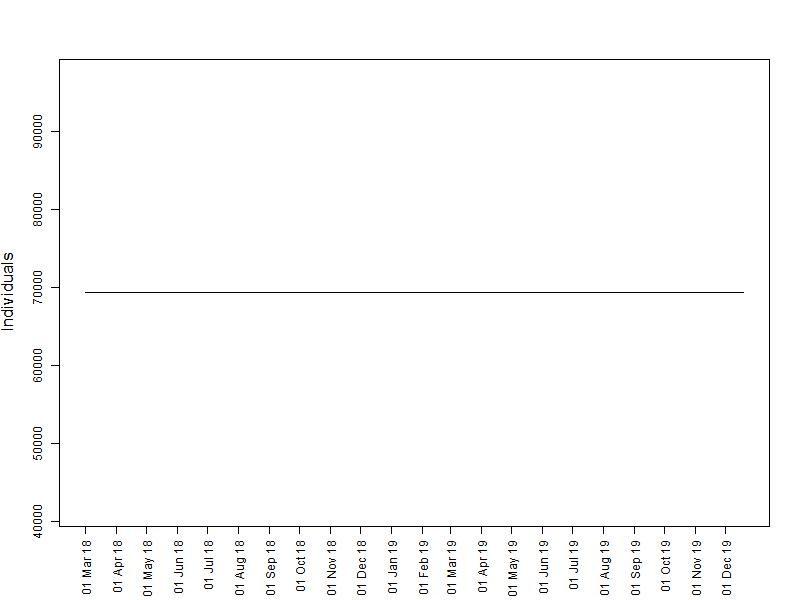 Individuals
90000
80000
70000
60000
50000
40000
01 Mar 18
01 Apr 18
01 May 18
01 Jun 18
01 Jul 18
01 Aug 18
01 Sep 18
01 Oct 18
01 Nov 18
01 Dec 18
01 Jan 19
01 Feb 19
01 Mar 19
01 Apr 19
01 May 19
01 Jun 19
01 Jul 19
01 Aug 19
01 Sep 19
01 Oct 19
01 Nov 19
01 Dec 19